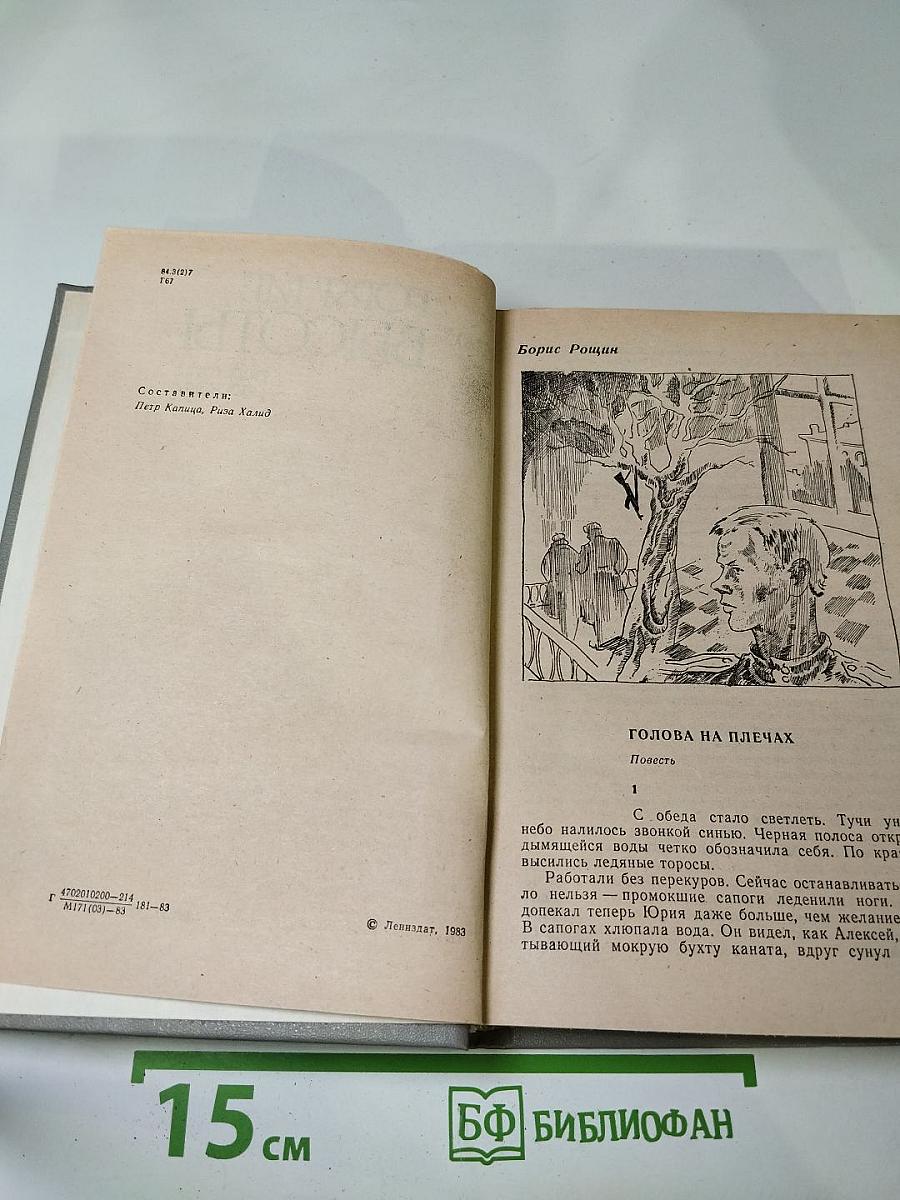 84.3(2)7
Г67
ВЫСОТЫ
Составители:
Петр Капица, Риза Халид
Г 4702010200—214
М171(03)—83 181—83
© Лениздат, 1983
Борис Рощин
ГОЛОВА НА ПЛЕЧАХ
Повесть
1
С обеда стало светлеть. Тучи ун
небо налилось звонкой синью. Черная полоса откр
дымящейся воды четко обозначила себя. По кра
высились ледяные торосы.
Работали без перекуров. Сейчас останавливать
ло нельзя — промокшие сапоги леденили ноги.
допекал теперь Юрия даже больше, чем желание
В сапогах хлюпала вода. Он видел, как Алексей,
тывающий мокрую бухту каната, вдруг сунул
15 см
БФ БИБЛИОФАН